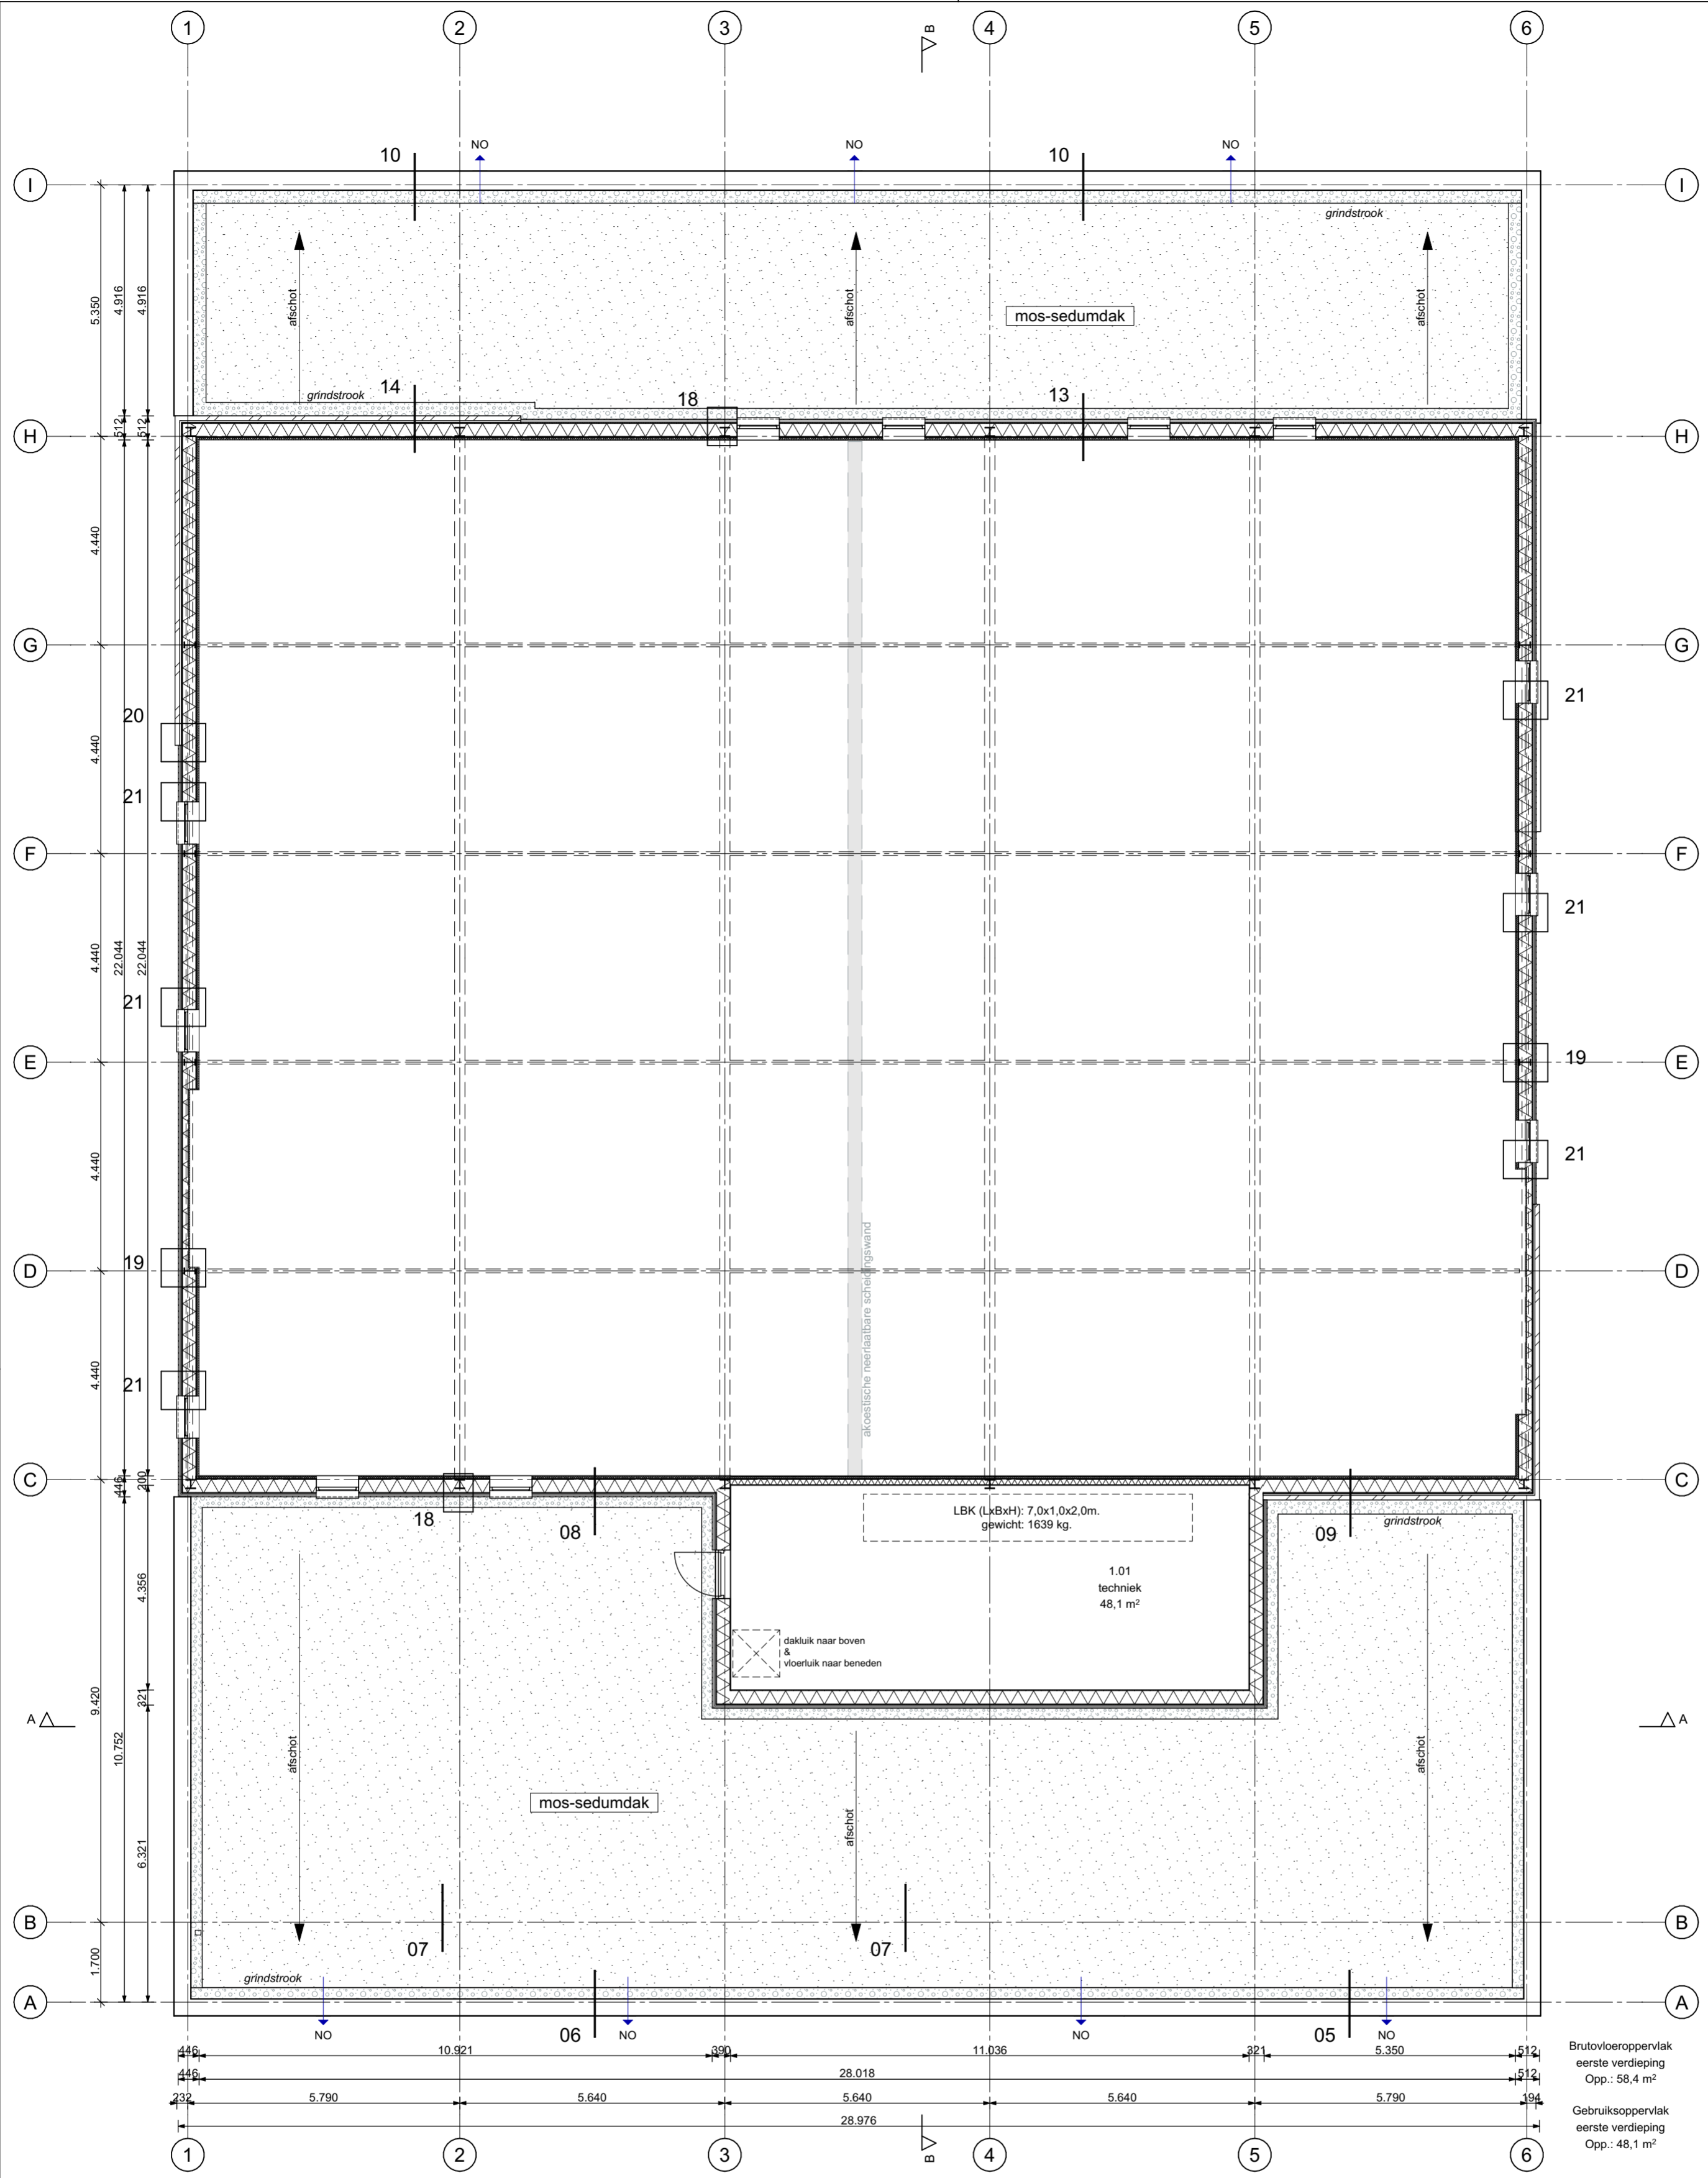 1 2 3 B 4 5 6
10 NO NO 10 NO
I I
grindstrook
afschot afschot afschot
mos-sedumdak
5.350 4.916 4.916
14 grindstrook 18 13
512 512
H H
4.440
G G
21
20
4.440
21
F F
21
4.440 22.044 22.044
21
E 19 E
21
4.440
19
D D
akoestische neerlaatbare scheidingswand
4.440
21
C C
446 200
18 08 09
grindstrook
LBK (LxBxH): 7,0x1,0x2,0m.
gewicht: 1639 kg.
1.01
techniek
48,1 m²
4.356
dakluik naar boven
&
vloerluik naar beneden
321
9.420
A A
10.752
afschot afschot afschot
mos-sedumdak
6.321
B B
07 07
1.700
grindstrook
A A
NO 06 NO NO 05 NO
446 10.921 390 11.036 321 5.350 512
446 28.018 512
232 5.790 5.640 5.640 5.640 5.790 194
28.976
Brutovloeroppervlak
eerste verdieping
Opp.: 58,4 m²
Gebruiksoppervlak
eerste verdieping
Opp.: 48,1 m²
1 2 3 B 4 5 6